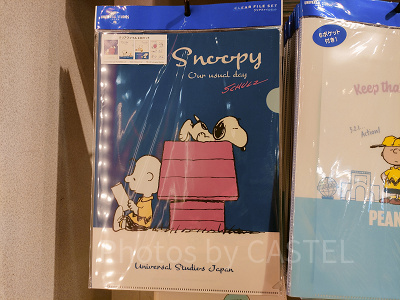 CLEAR FILE SET
Snoopy
Our usual day
SCHULZ
Universal Studios Japan
6ポケット
付き!
Keep tha
Action!
PEAN
Photos by CASTEL